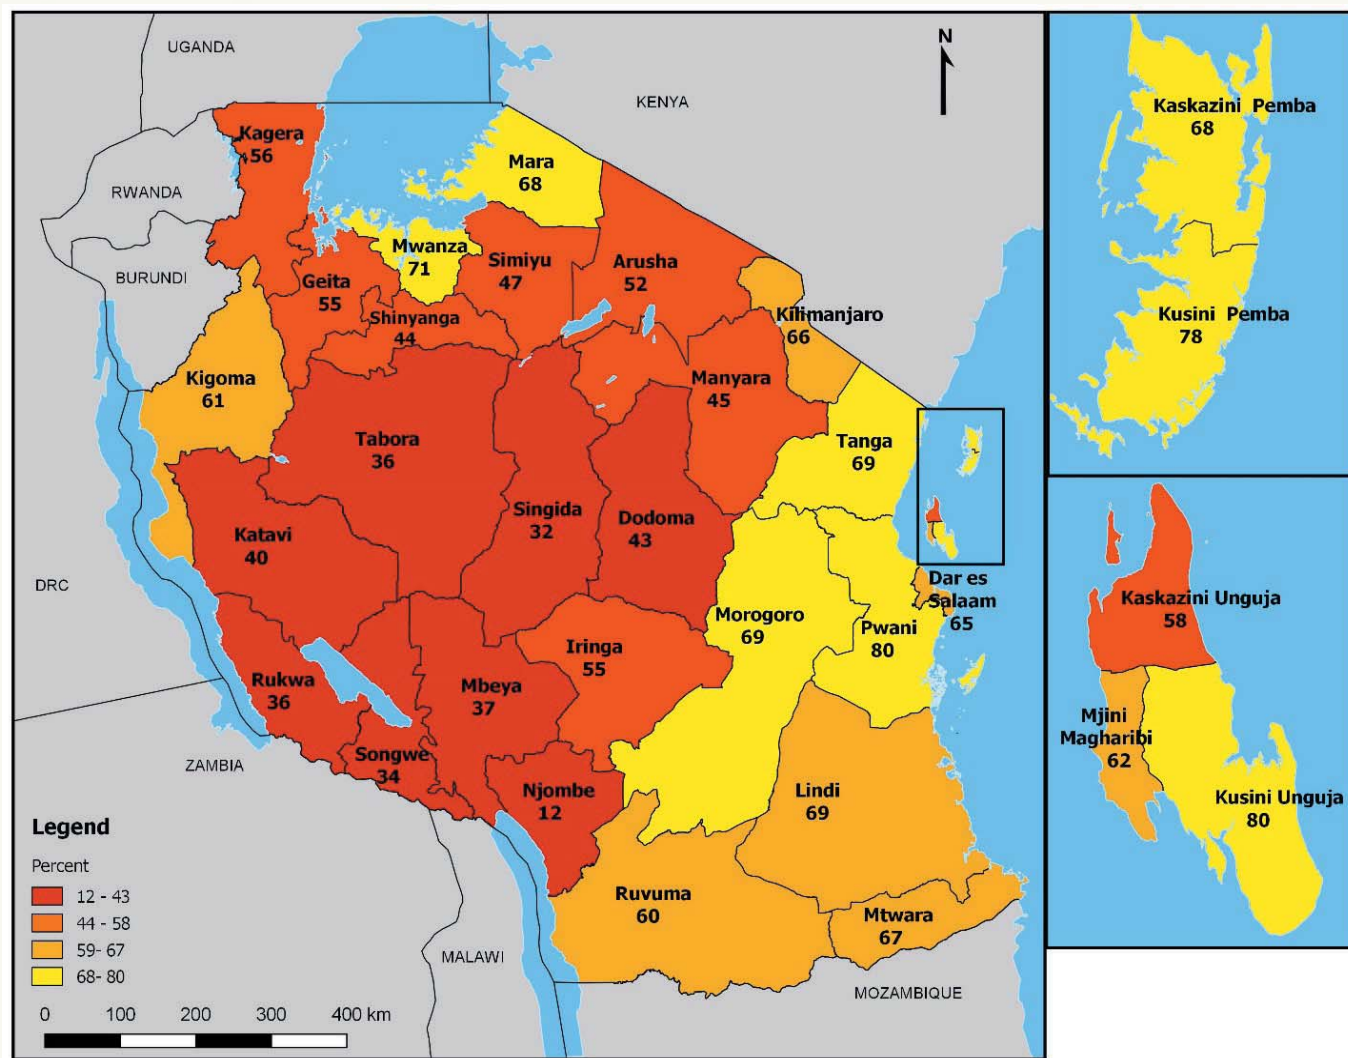 UGANDA
N
KENYA
Kagera
56
Mara
68
RWANDA
Mwanza
71
Simiyu
47
Arusha
52
BURUNDI
Geita
55
Shinyanga
44
Kilimanjaro
66
Kigoma
61
Manyara
45
Tabora
36
Tanga
69
Singida
32
Dodoma
43
Katavi
40
DRC
Dar es
Salaam
65
Morogoro
69
Pwani
80
Iringa
55
Rukwa
36
Mbeya
37
ZAMBIA
Songwe
34
Njombe
12
Lindi
69
Ruvuma
60
Mtwara
67
MALAWI
MOZAMBIQUE
Legend
Percent
12 - 43
44 - 58
59- 67
68- 80
0 100 200 300 400 km
Kaskazini Pemba
68
Kusini Pemba
78
Kaskazini Unguja
58
Mjini
Magharibi
62
Kusini Unguja
80